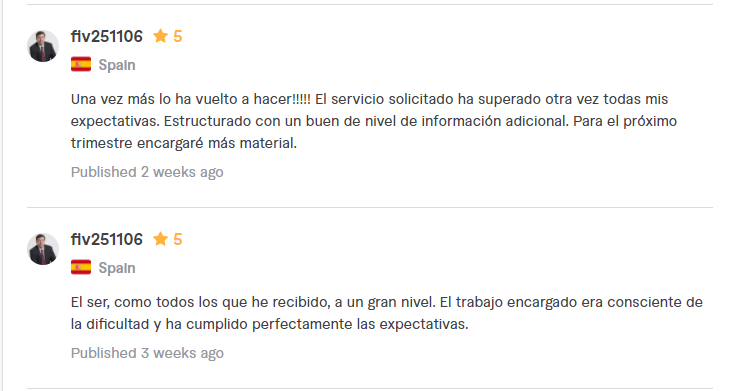 flv251106 ★ 5
Spain
Una vez más lo ha vuelto a hacer!!!!! El servicio solicitado ha superado otra vez todas mis
expectativas. Estructurado con un buen de nivel de información adicional. Para el próximo
trimestre encargaré más material.
Published 2 weeks ago
flv251106 ★ 5
Spain
El ser, como todos los que he recibido, a un gran nivel. El trabajo encargado era consciente de
la dificultad y ha cumplido perfectamente las expectativas.
Published 3 weeks ago